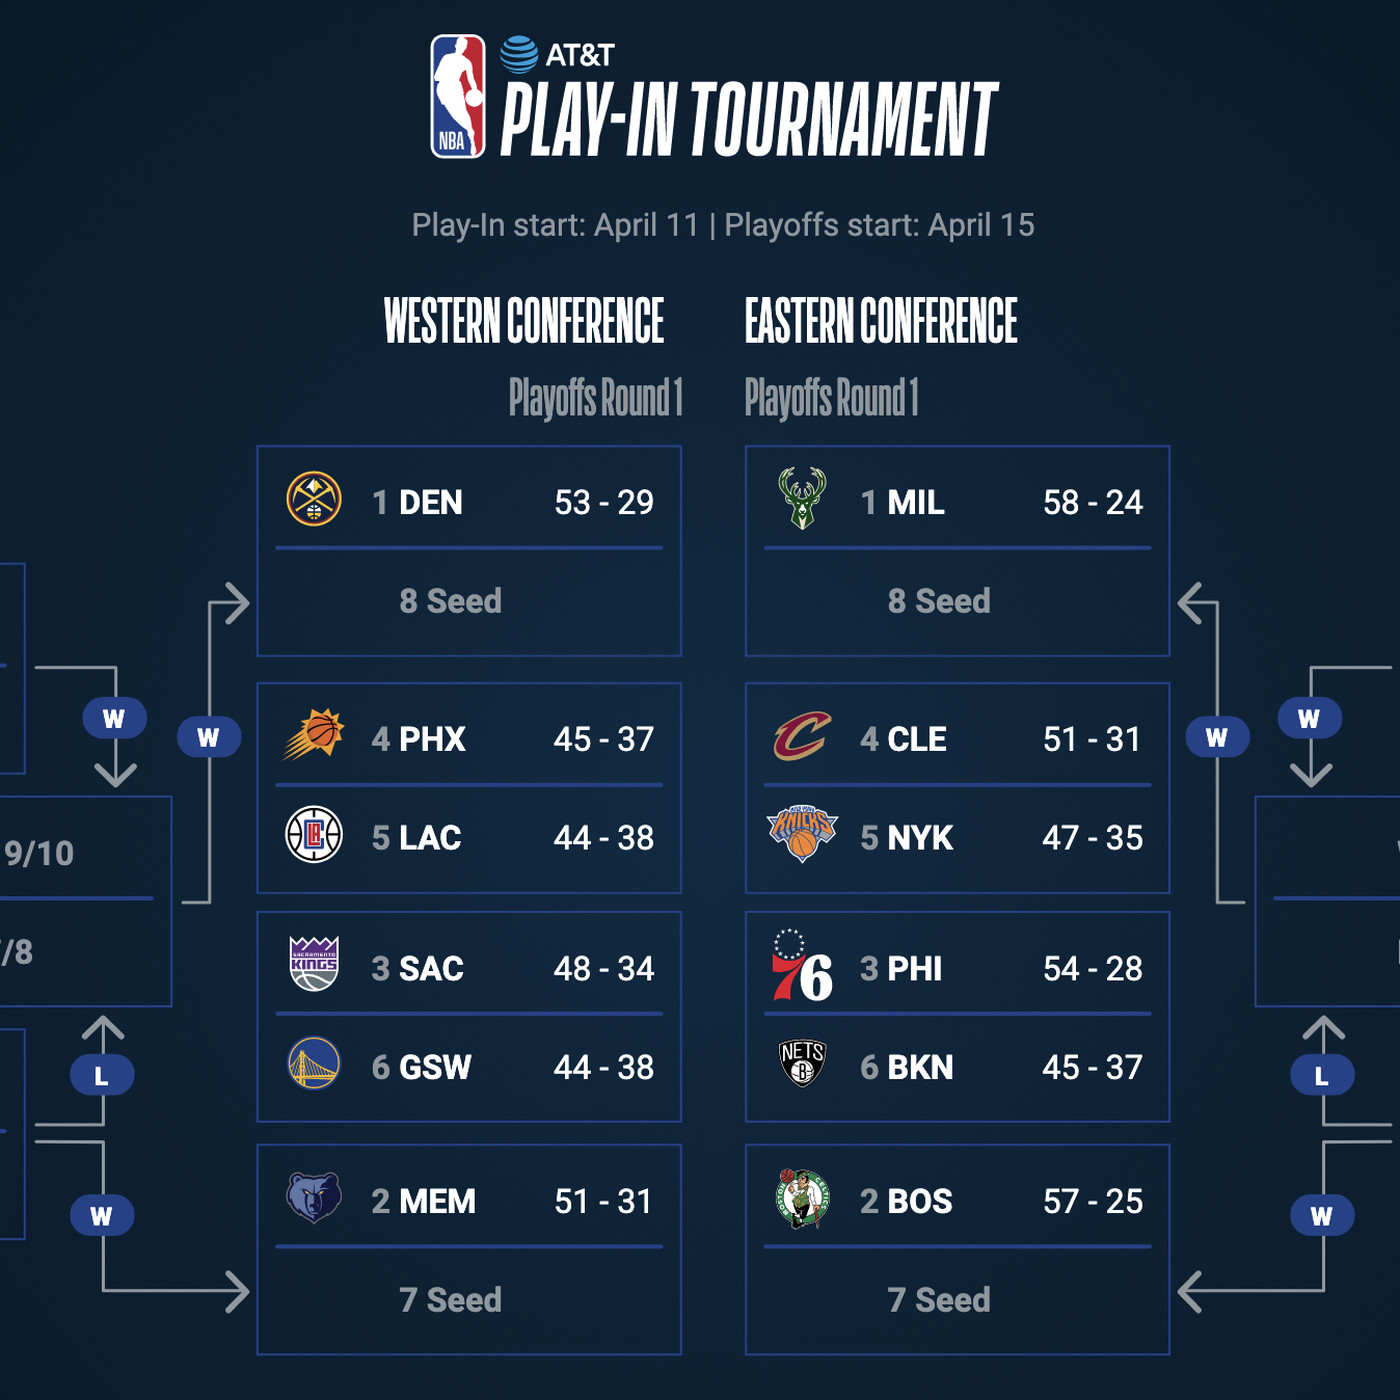 NBA
AT&T
PLAY-IN TOURNAMENT
Play-In start: April 11 | Playoffs start: April 15
WESTERN CONFERENCE
Playoffs Round 1
1 DEN 53 - 29
8 Seed
4 PHX 45 - 37
5 LAC 44 - 38
SACRAMENTO
KINGS
3 SAC 48 - 34
6 GSW 44 - 38
2 MEM 51 - 31
7 Seed
EASTERN CONFERENCE
Playoffs Round 1
1 MIL 58 - 24
8 Seed
C
4 CLE 51 - 31
NEW YORK
KNICKS
5 NYK 47 - 35
76
3 PHI 54 - 28
NETS
B
6 BKN 45 - 37
BOSTON CELTICS
2 BOS 57 - 25
7 Seed
W
W
9/10
/8
L
W
W
W
L
W